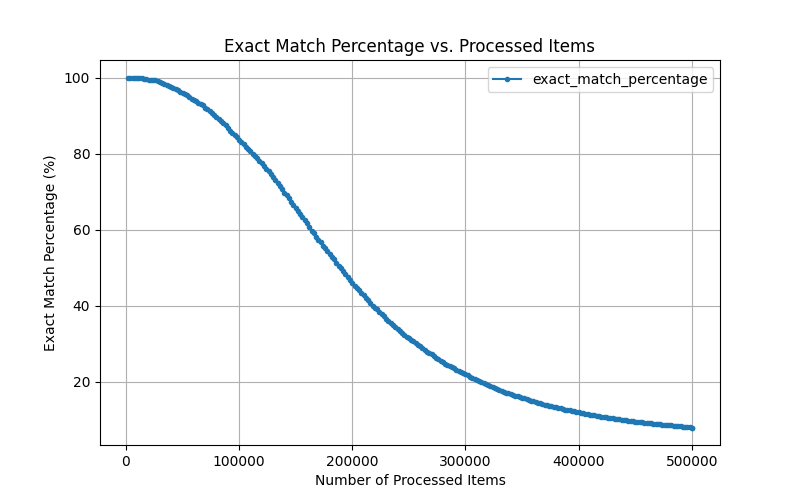 Exact Match Percentage vs. Processed Items
exact_match_percentage
Exact Match Percentage (%)
100
80
60
40
20
0
100000
200000
300000
400000
500000
Number of Processed Items